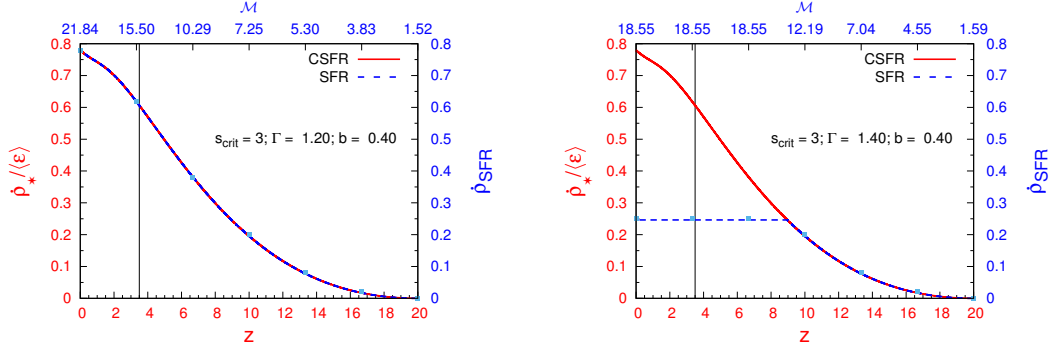 ℳ
21.84 15.50 10.29 7.25 5.30 3.83 1.52
0.8 0.8
CSFR
SFR
0.7 0.7
0.6 0.6
s_crit = 3; Γ = 1.20; b = 0.40
0.5 0.5
0.4 0.4
0.3 0.3
0.2 0.2
0.1 0.1
0 0
0 2 4 6 8 10 12 14 16 18 20
z
ρ̇⋆/⟨ε⟩
ρ̇SFR
ℳ
18.55 18.55 18.55 12.19 7.04 4.55 1.59
0.8 0.8
CSFR
SFR
0.7 0.7
0.6 0.6
s_crit = 3; Γ = 1.40; b = 0.40
0.5 0.5
0.4 0.4
0.3 0.3
0.2 0.2
0.1 0.1
0 0
0 2 4 6 8 10 12 14 16 18 20
z
ρ̇⋆/⟨ε⟩
ρ̇SFR